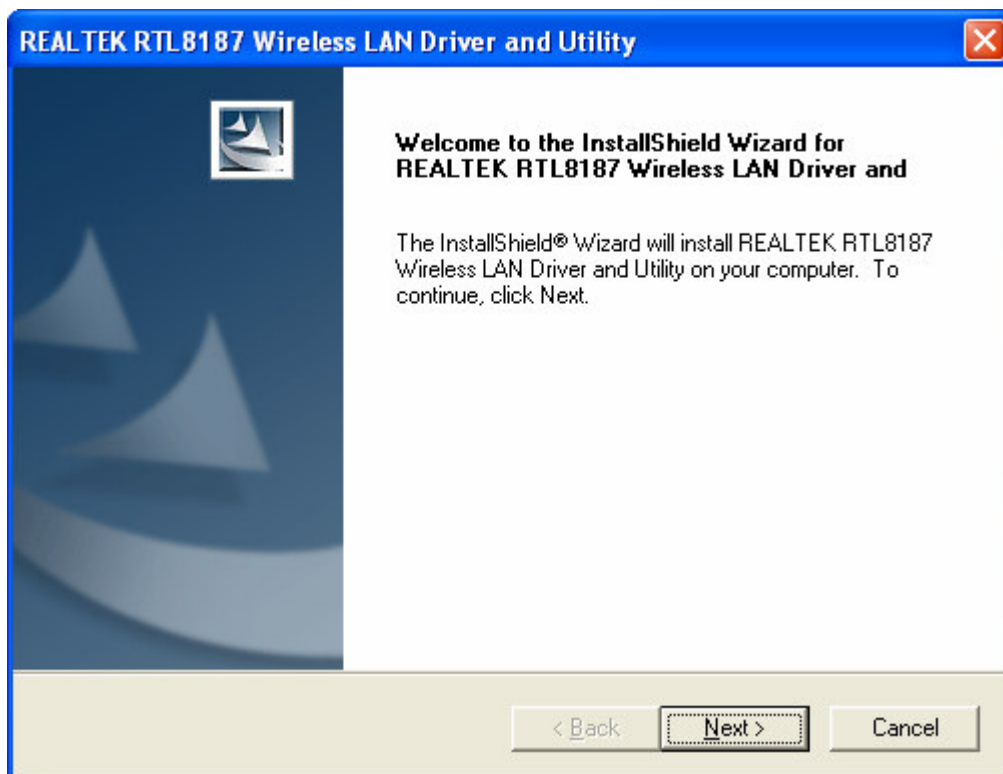 REALTEK RTL8187 Wireless LAN Driver and Utility
Welcome to the InstallShield Wizard for
REALTEK RTL8187 Wireless LAN Driver and
The InstallShield® Wizard will install REALTEK RTL8187
Wireless LAN Driver and Utility on your computer. To
continue, click Next.
< Back
Next >
Cancel